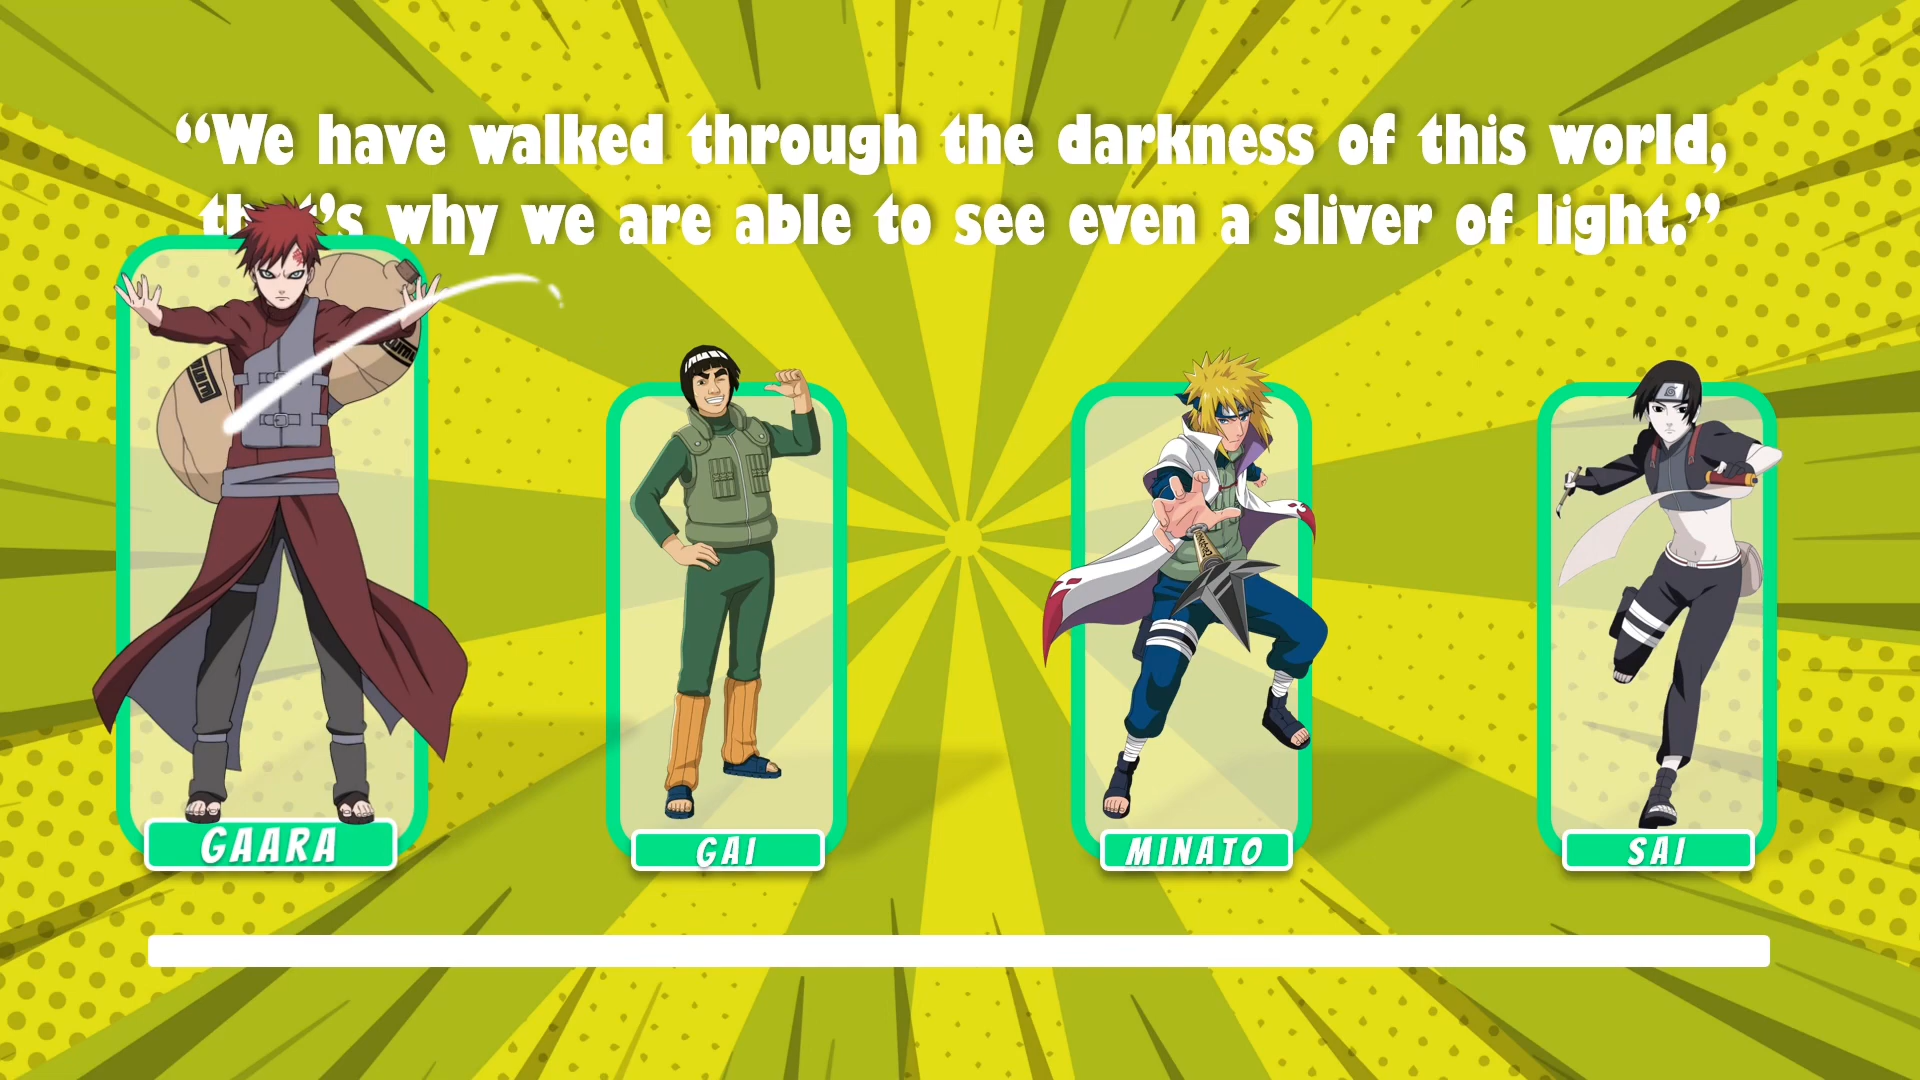 “We have walked through the darkness of this world,
that’s why we are able to see even a sliver of light.”
GAARA
GAI
MINATO
SAI